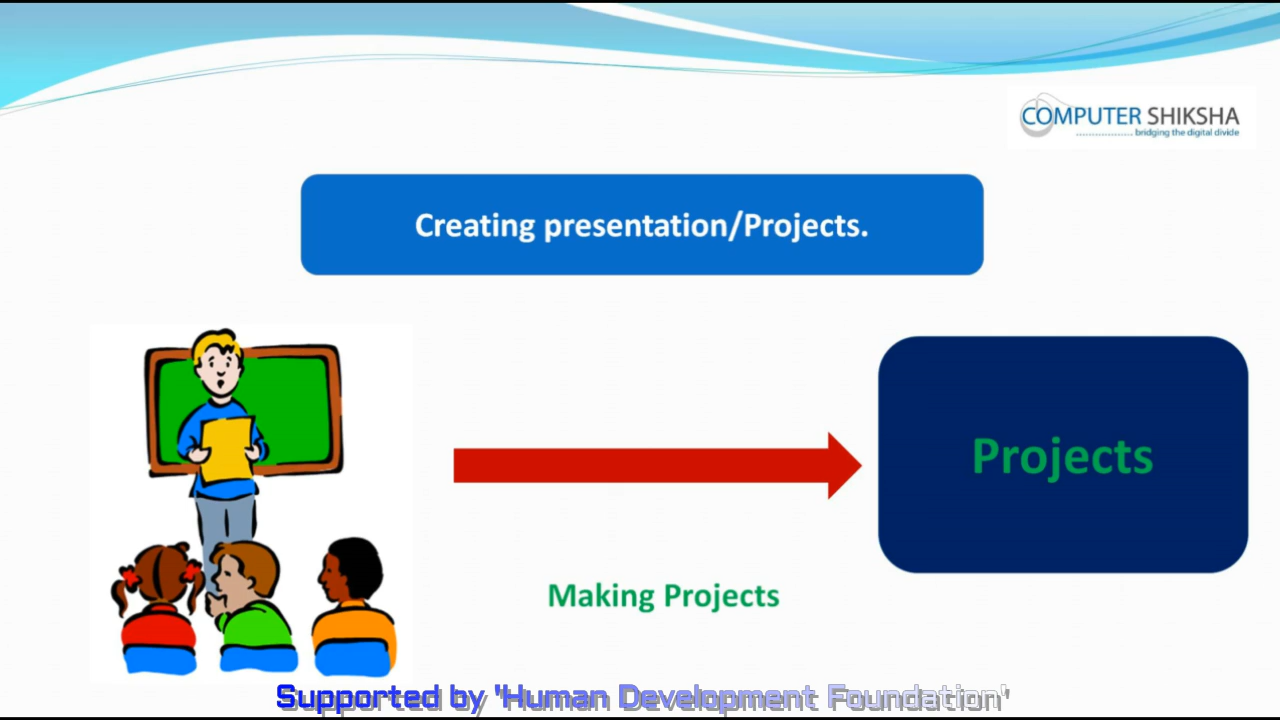 COMPUTER SHIKSHA
bridging the digital divide
Creating presentation/Projects.
Projects
Making Projects
Supported by 'Human Development Foundation'